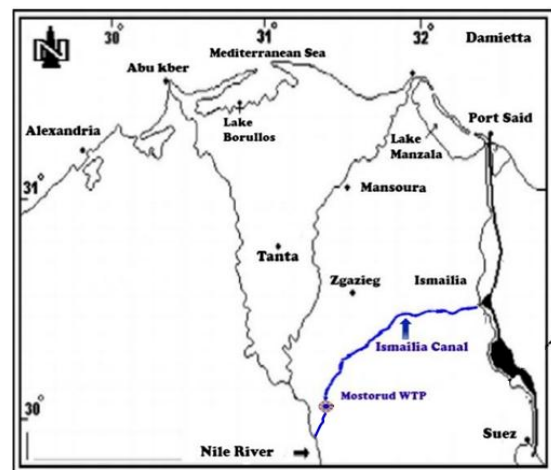 30°
31
32
N
Mediterranean Sea
Damietta
Abu kber
Lake
Borullos
Port Said
Alexandria
Lake
Manzala
31°
Mansoura
Tanta
Zgazieg
Ismailia
Ismailia Canal
Mostorud WTP
30°
Suez
Nile River